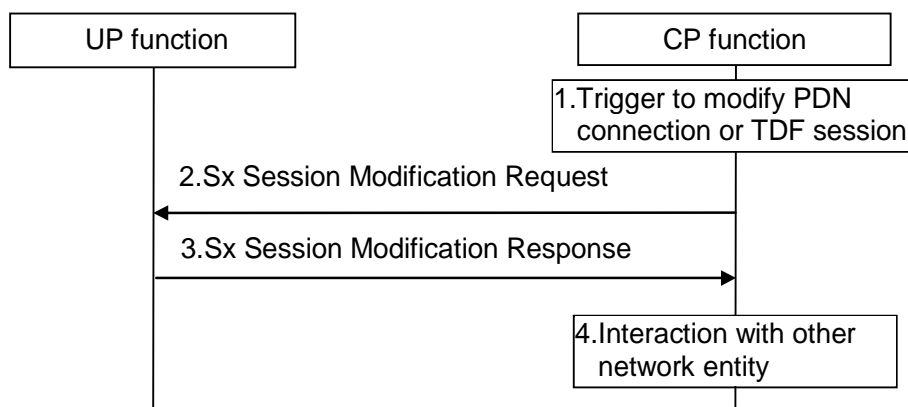 UP function
CP function
1.Trigger to modify PDN
connection or TDF session
2.Sx Session Modification Request
3.Sx Session Modification Response
4.Interaction with other
network entity